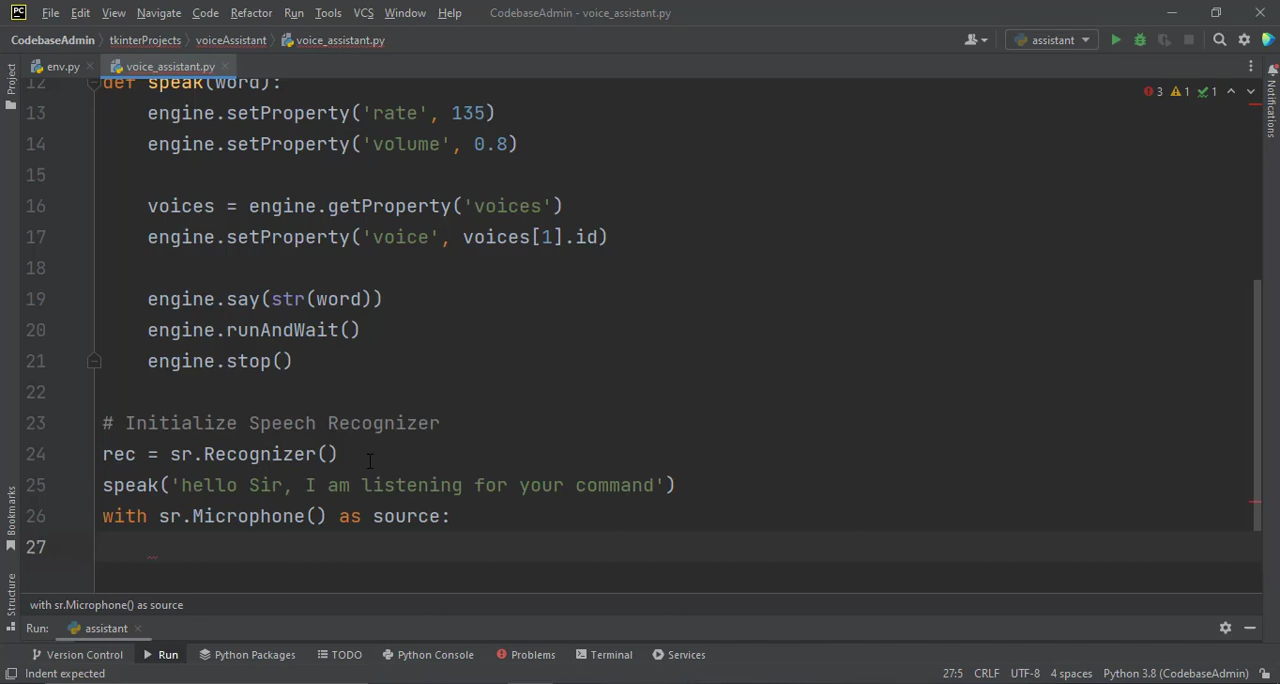 PC File Edit View Navigate Code Refactor Run Tools VCS Window Help CodebaseAdmin - voice_assistant.py
CodebaseAdmin tkinterProjects voiceAssistant voice_assistant.py assistant
env.py voice_assistant.py
Project
Notifications
3 1 1
12 def speak(word):
13 engine.setProperty('rate', 135)
14 engine.setProperty('volume', 0.8)
15
16 voices = engine.getProperty('voices')
17 engine.setProperty('voice', voices[1].id)
18
19 engine.say(str(word))
20 engine.runAndWait()
21 engine.stop()
22
23 # Initialize Speech Recognizer
24 rec = sr.Recognizer()
25 speak('hello Sir, I am listening for your command')
26 with sr.Microphone() as source:
27
Bookmarks
Structure
with sr.Microphone() as source
Run: assistant
Version Control Run Python Packages TODO Python Console Problems Terminal Services
Indent expected 27:5 CRLF UTF-8 4 spaces Python 3.8 (CodebaseAdmin)